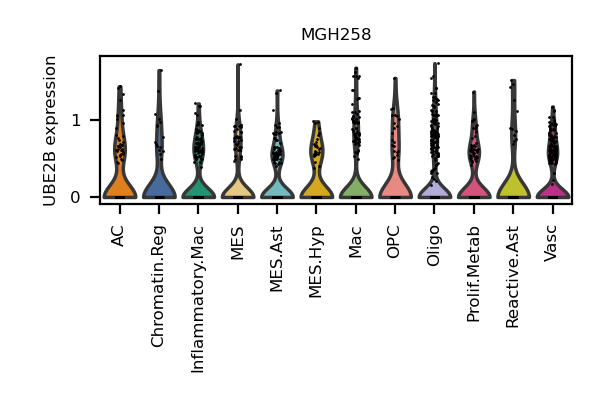 MGH258
UBE2B expression
1
0
AC
Chromatin.Reg
Inflammatory.Mac
MES
MES.Ast
MES.Hyp
Mac
OPC
Oligo
Prolif.Metab
Reactive.Ast
Vasc